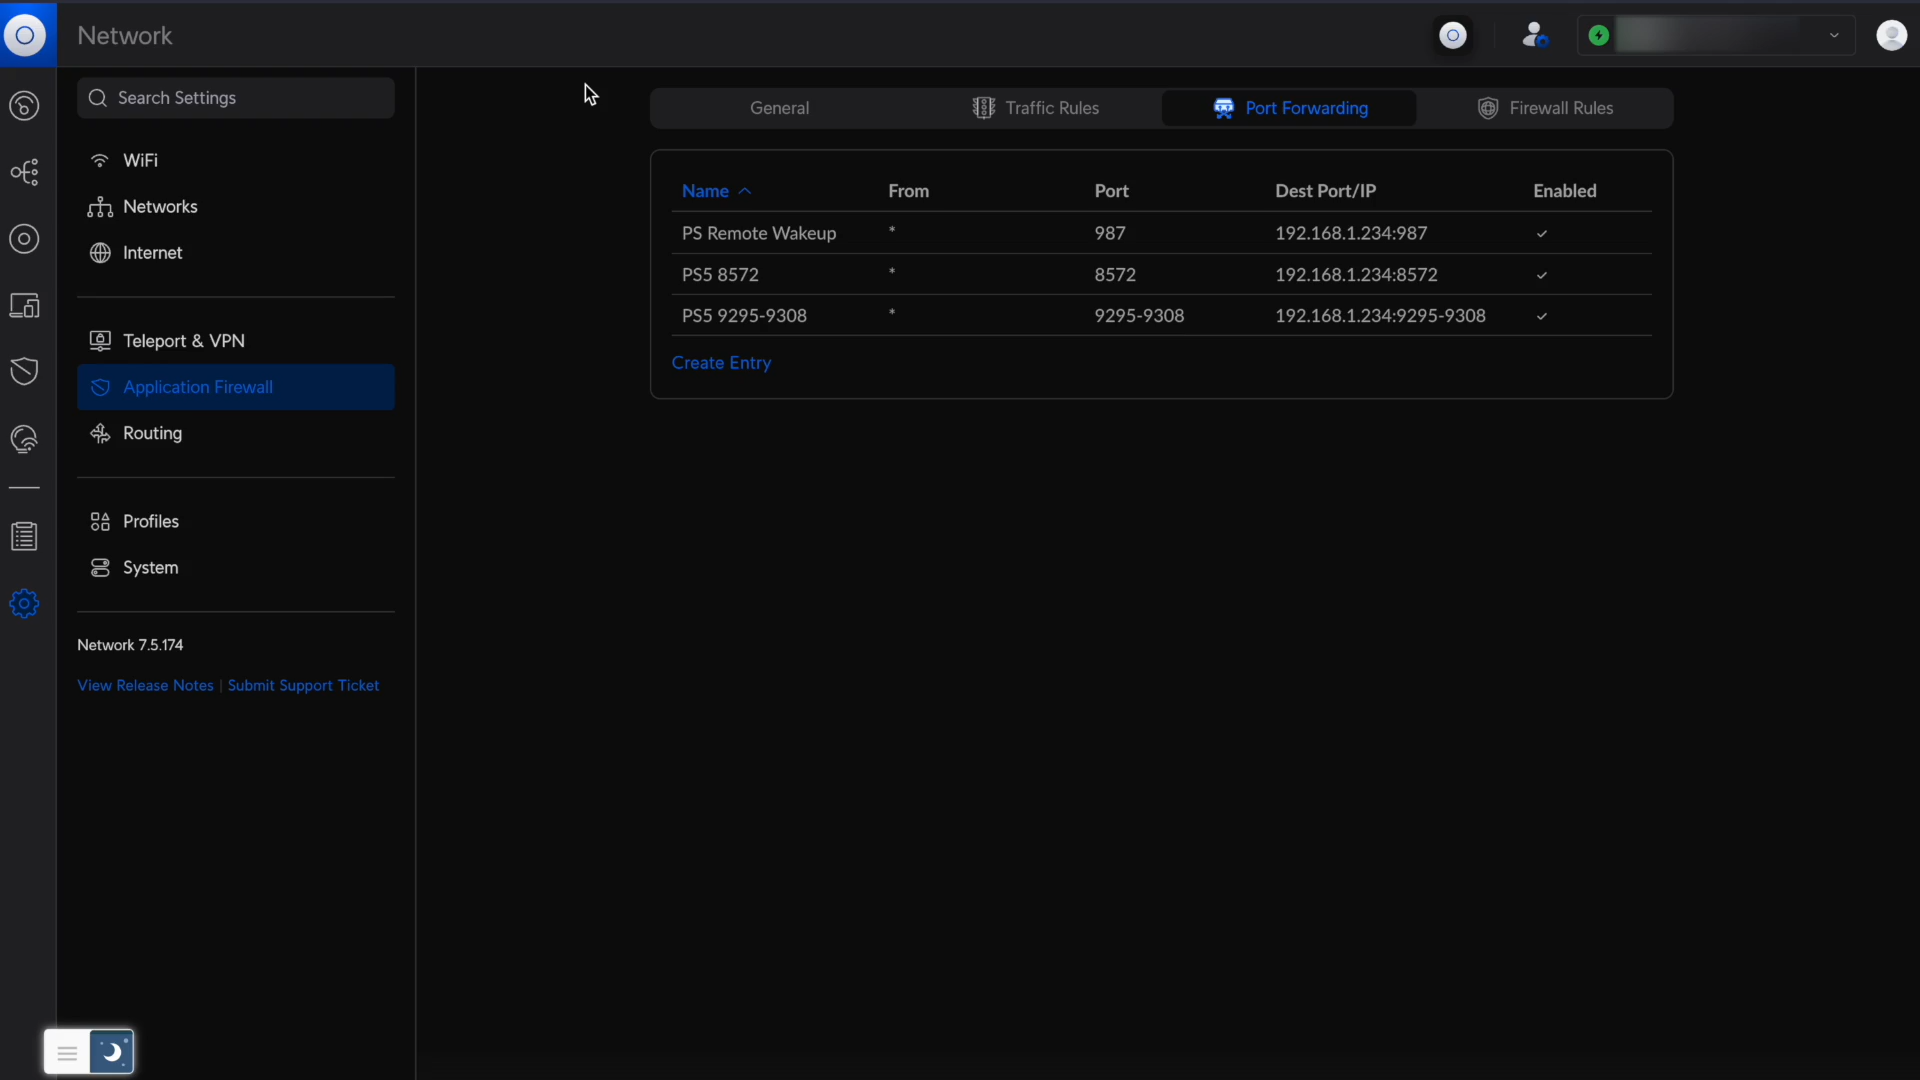 Network
Search Settings
WiFi
Networks
Internet
Teleport & VPN
Application Firewall
Routing
Profiles
System
Network 7.5.174
View Release Notes | Submit Support Ticket
General Traffic Rules Port Forwarding Firewall Rules
Name From Port Dest Port/IP Enabled
PS Remote Wakeup * 987 192.168.1.234:987
PS5 8572 * 8572 192.168.1.234:8572
PS5 9295-9308 * 9295-9308 192.168.1.234:9295-9308
Create Entry